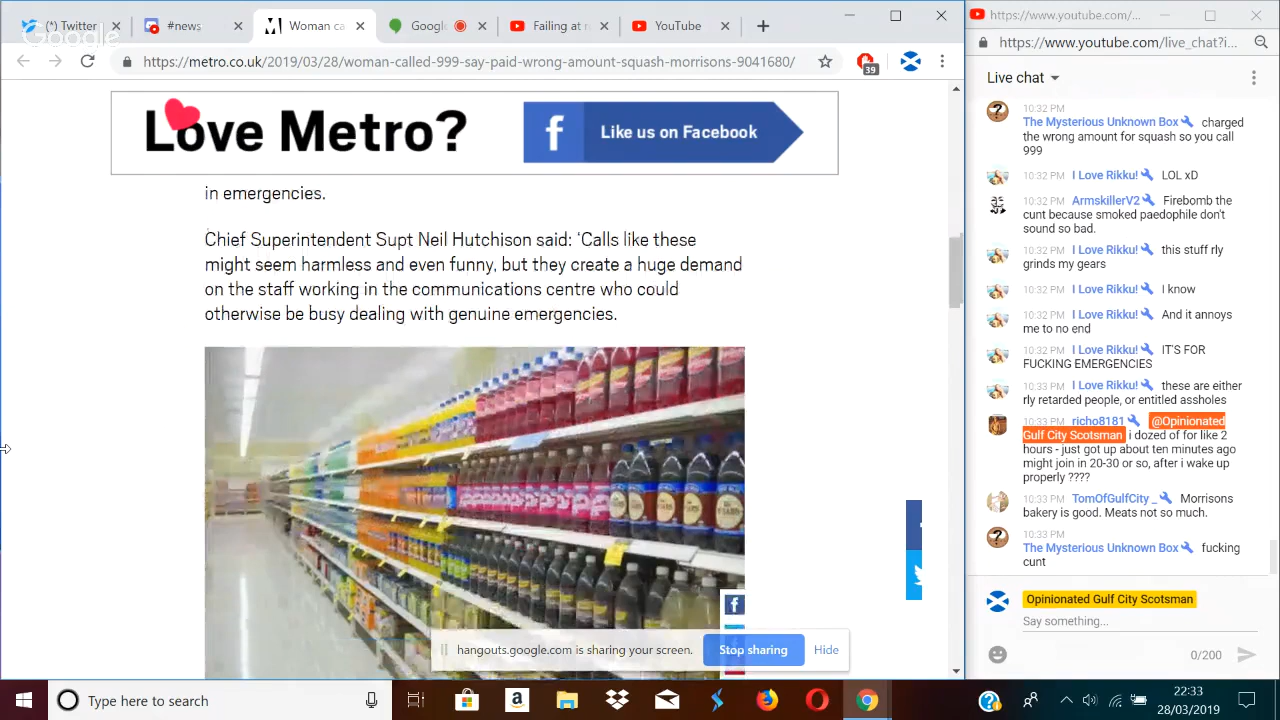 (*) Twitter
#news
Woman ca
Googl
Failing at r
YouTube
https://www.youtube.com/...
Google
https://metro.co.uk/2019/03/28/woman-called-999-say-paid-wrong-amount-squash-morrisons-9041680/
39
https://www.youtube.com/live_chat?i...
Love Metro?
f Like us on Facebook
in emergencies.
Chief Superintendent Supt Neil Hutchison said: ‘Calls like these
might seem harmless and even funny, but they create a huge demand
on the staff working in the communications centre who could
otherwise be busy dealing with genuine emergencies.
hangouts.google.com is sharing your screen.
Stop sharing
Hide
Live chat
10:32 PM
The Mysterious Unknown Box charged
the wrong amount for squash so you call
999
10:32 PM I Love Rikku! LOL xD
10:32 PM ArmskillerV2 Firebomb the
cunt because smoked paedophile don't
sound so bad.
10:32 PM I Love Rikku! this stuff rly
grinds my gears
10:32 PM I Love Rikku! I know
10:32 PM I Love Rikku! And it annoys
me to no end
10:32 PM I Love Rikku! IT'S FOR
FUCKING EMERGENCIES
10:33 PM I Love Rikku! these are either
rly retarded people, or entitled assholes
10:33 PM richo8181 @Opinionated
Gulf City Scotsman i dozed of for like 2
hours - just got up about ten minutes ago
might join in 20-30 or so, after i wake up
properly ????
10:33 PM TomOfGulfCity _ Morrisons
bakery is good. Meats not so much.
10:33 PM
The Mysterious Unknown Box fucking
cunt
Opinionated Gulf City Scotsman
Say something...
0/200
Type here to search
22:33
28/03/2019